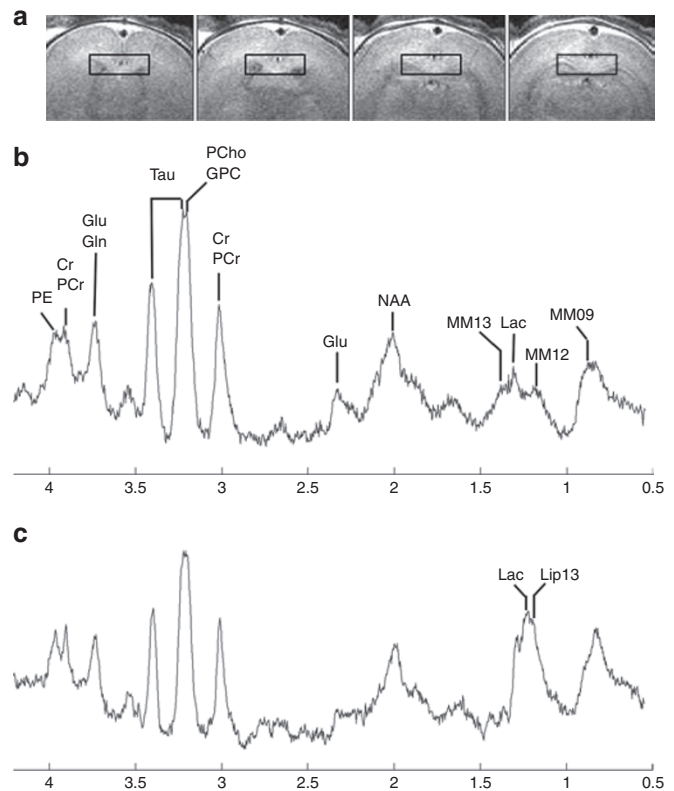 a
b
Tau
PCho
GPC
Glu
Gln
Cr
PCr
Cr
PCr
PE
NAA
Glu
MM13
Lac
MM12
MM09
4
3.5
3
2.5
2
1.5
1
0.5
c
Lac
Lip13
4
3.5
3
2.5
2
1.5
1
0.5